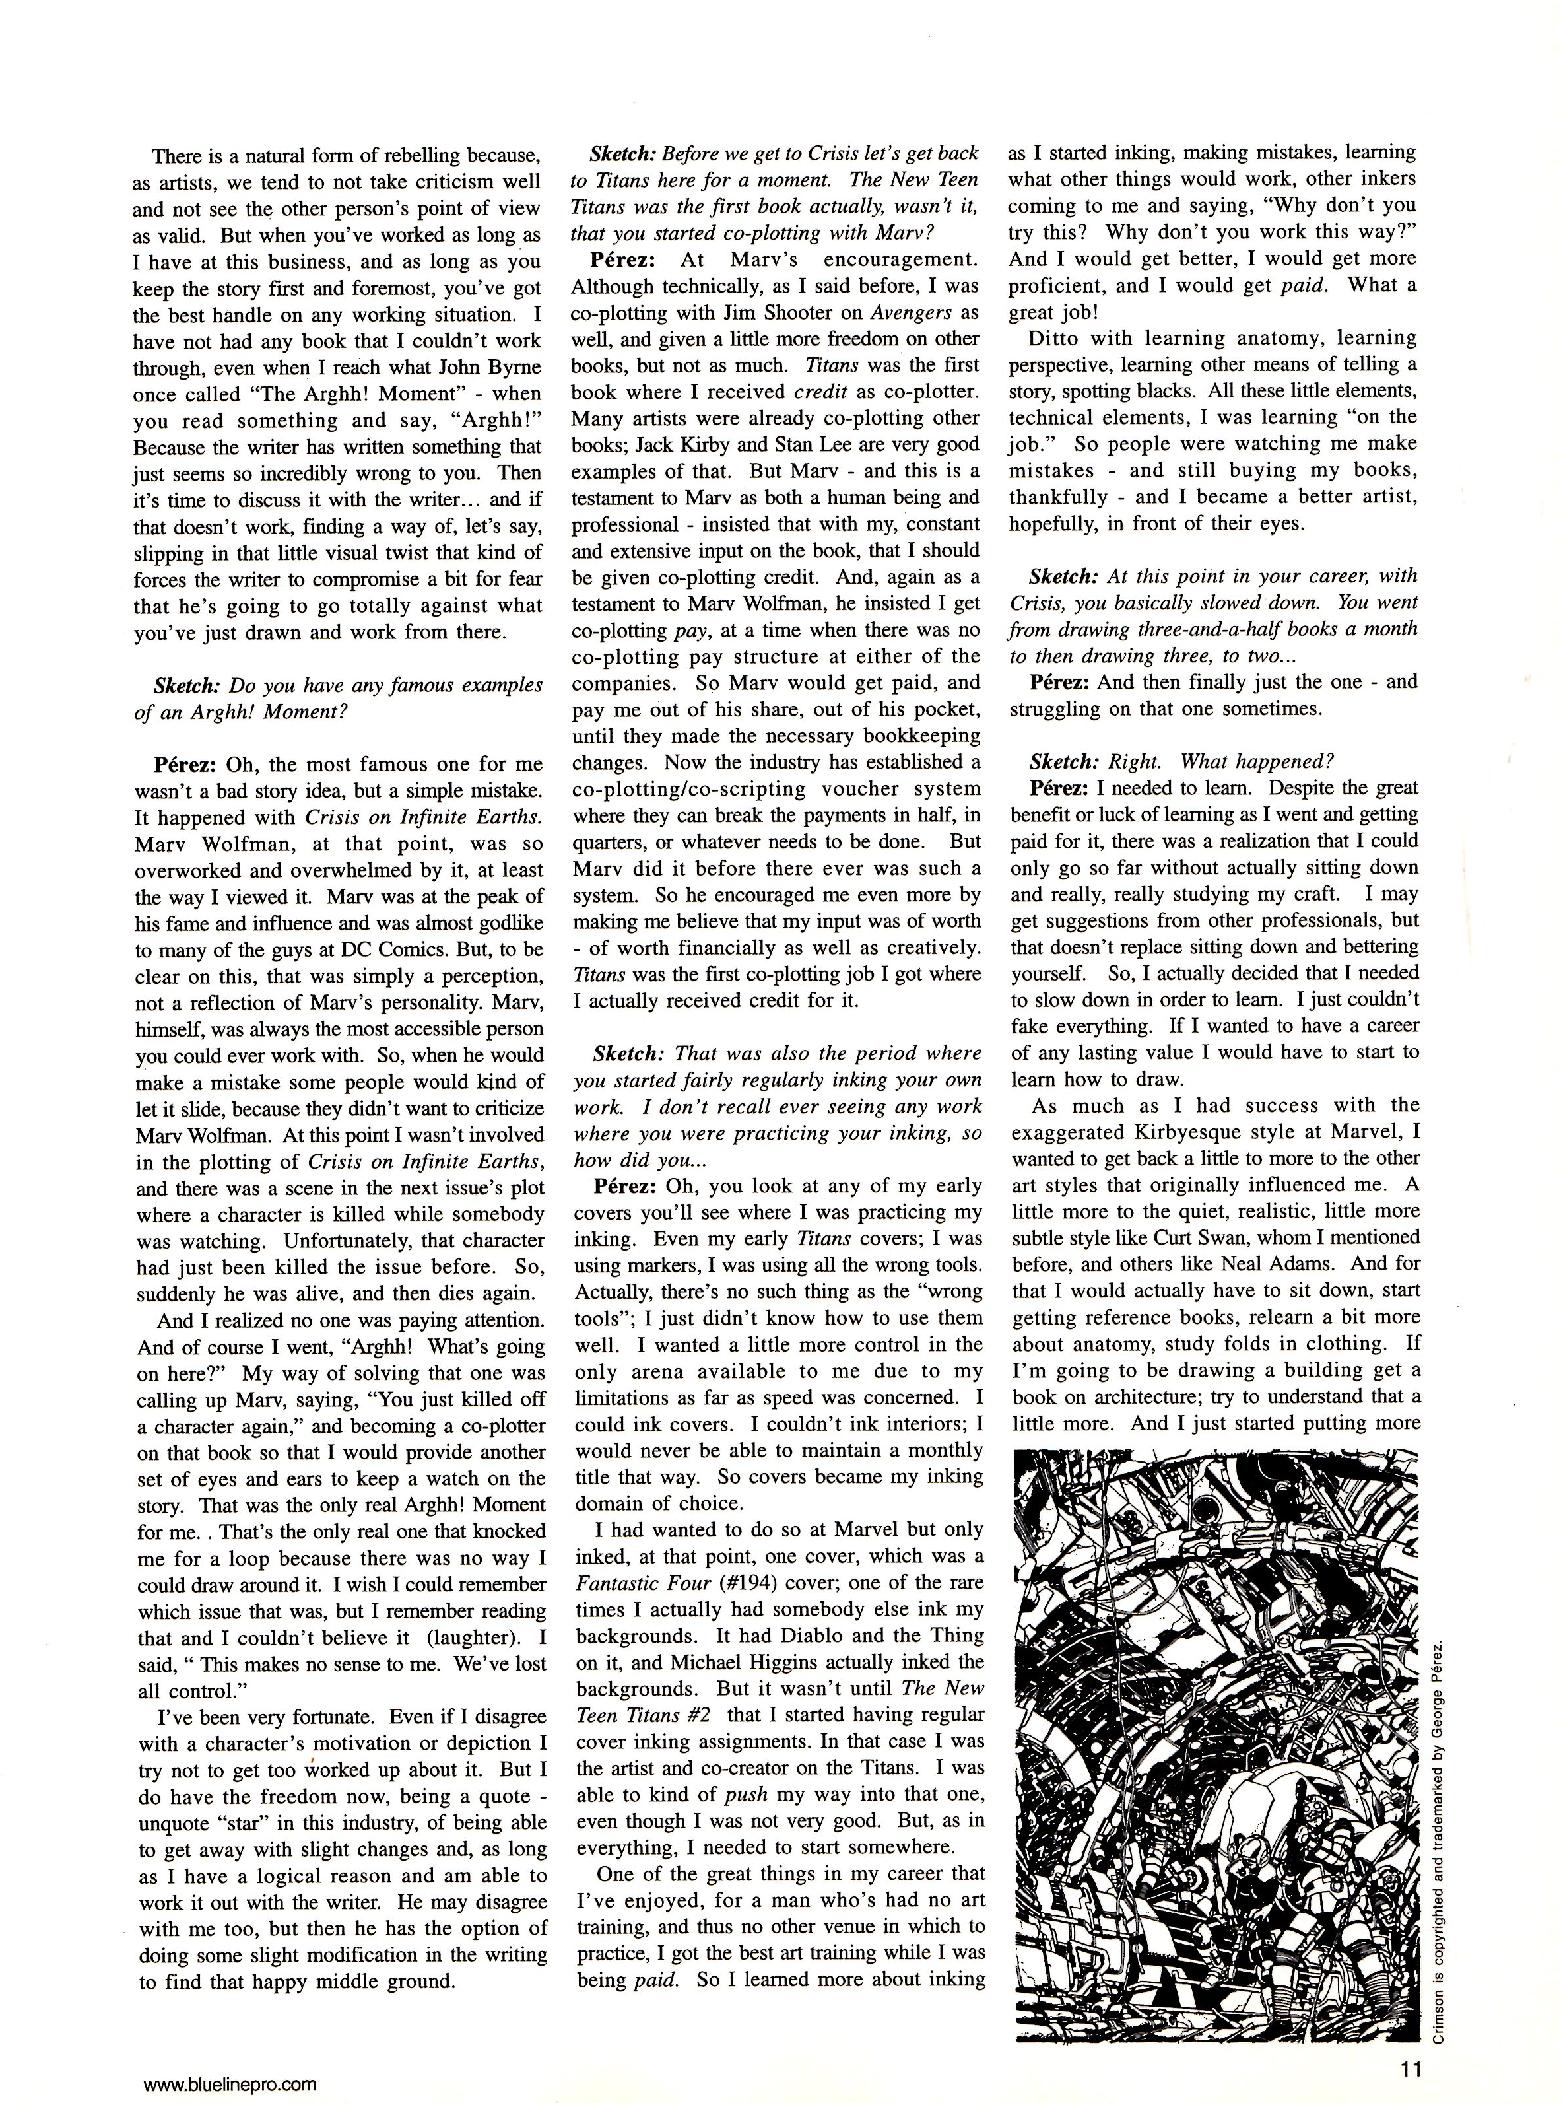 There is a natural form of rebelling because,
as artists, we tend to not take criticism well
and not see the other person's point of view
as valid. But when you've worked as long as
I have at this business, and as long as you
keep the story first and foremost, you've got
the best handle on any working situation. I
have not had any book that I couldn't work
through, even when I reach what John Byrne
once called “The Arghh! Moment” - when
you read something and say, “Arghh!”
Because the writer has written something that
just seems so incredibly wrong to you. Then
it's time to discuss it with the writer... and if
that doesn't work, finding a way of, let's say,
slipping in that little visual twist that kind of
forces the writer to compromise a bit for fear
that he's going to go totally against what
you've just drawn and work from there.
Sketch: Do you have any famous examples
of an Arghh! Moment?
Pérez: Oh, the most famous one for me
wasn't a bad story idea, but a simple mistake.
It happened with Crisis on Infinite Earths.
Marv Wolfman, at that point, was so
overworked and overwhelmed by it, at least
the way I viewed it. Marv was at the peak of
his fame and influence and was almost godlike
to many of the guys at DC Comics. But, to be
clear on this, that was simply a perception,
not a reflection of Marv's personality. Marv,
himself, was always the most accessible person
you could ever work with. So, when he would
make a mistake some people would kind of
let it slide, because they didn't want to criticize
Marv Wolfman. At this point I wasn't involved
in the plotting of Crisis on Infinite Earths,
and there was a scene in the next issue's plot
where a character is killed while somebody
was watching. Unfortunately, that character
had just been killed the issue before. So,
suddenly he was alive, and then dies again.
And I realized no one was paying attention.
And of course I went, “Arghh! What's going
on here?” My way of solving that one was
calling up Marv, saying, “You just killed off
a character again,” and becoming a co-plotter
on that book so that I would provide another
set of eyes and ears to keep a watch on the
story. That was the only real Arghh! Moment
for me. . That's the only real one that knocked
me for a loop because there was no way I
could draw around it. I wish I could remember
which issue that was, but I remember reading
that and I couldn't believe it (laughter). I
said, “ This makes no sense to me. We've lost
all control.”
I've been very fortunate. Even if I disagree
with a character's motivation or depiction I
try not to get too worked up about it. But I
do have the freedom now, being a quote -
unquote “star” in this industry, of being able
to get away with slight changes and, as long
as I have a logical reason and am able to
work it out with the writer. He may disagree
with me too, but then he has the option of
doing some slight modification in the writing
to find that happy middle ground.
Sketch: Before we get to Crisis let's get back
to Titans here for a moment. The New Teen
Titans was the first book actually, wasn't it,
that you started co-plotting with Marv?
Pérez: At Marv's encouragement.
Although technically, as I said before, I was
co-plotting with Jim Shooter on Avengers as
well, and given a little more freedom on other
books, but not as much. Titans was the first
book where I received credit as co-plotter.
Many artists were already co-plotting other
books; Jack Kirby and Stan Lee are very good
examples of that. But Marv - and this is a
testament to Marv as both a human being and
professional - insisted that with my, constant
and extensive input on the book, that I should
be given co-plotting credit. And, again as a
testament to Marv Wolfman, he insisted I get
co-plotting pay, at a time when there was no
co-plotting pay structure at either of the
companies. So Marv would get paid, and
pay me out of his share, out of his pocket,
until they made the necessary bookkeeping
changes. Now the industry has established a
co-plotting/co-scripting voucher system
where they can break the payments in half, in
quarters, or whatever needs to be done. But
Marv did it before there ever was such a
system. So he encouraged me even more by
making me believe that my input was of worth
- of worth financially as well as creatively.
Titans was the first co-plotting job I got where
I actually received credit for it.
Sketch: That was also the period where
you started fairly regularly inking your own
work. I don't recall ever seeing any work
where you were practicing your inking, so
how did you...
Pérez: Oh, you look at any of my early
covers you'll see where I was practicing my
inking. Even my early Titans covers; I was
using markers, I was using all the wrong tools.
Actually, there's no such thing as the “wrong
tools”; I just didn't know how to use them
well. I wanted a little more control in the
only arena available to me due to my
limitations as far as speed was concerned. I
could ink covers. I couldn't ink interiors; I
would never be able to maintain a monthly
title that way. So covers became my inking
domain of choice.
I had wanted to do so at Marvel but only
inked, at that point, one cover, which was a
Fantastic Four (#194) cover; one of the rare
times I actually had somebody else ink my
backgrounds. It had Diablo and the Thing
on it, and Michael Higgins actually inked the
backgrounds. But it wasn't until The New
Teen Titans #2 that I started having regular
cover inking assignments. In that case I was
the artist and co-creator on the Titans. I was
able to kind of push my way into that one,
even though I was not very good. But, as in
everything, I needed to start somewhere.
One of the great things in my career that
I've enjoyed, for a man who's had no art
training, and thus no other venue in which to
practice, I got the best art training while I was
being paid. So I learned more about inking
as I started inking, making mistakes, learning
what other things would work, other inkers
coming to me and saying, “Why don't you
try this? Why don't you work this way?”
And I would get better, I would get more
proficient, and I would get paid. What a
great job!
Ditto with learning anatomy, learning
perspective, learning other means of telling a
story, spotting blacks. All these little elements,
technical elements, I was learning “on the
job.” So people were watching me make
mistakes - and still buying my books,
thankfully - and I became a better artist,
hopefully, in front of their eyes.
Sketch: At this point in your career, with
Crisis, you basically slowed down. You went
from drawing three-and-a-half books a month
to then drawing three, to two...
Pérez: And then finally just the one - and
struggling on that one sometimes.
Sketch: Right. What happened?
Pérez: I needed to learn. Despite the great
benefit or luck of learning as I went and getting
paid for it, there was a realization that I could
only go so far without actually sitting down
and really, really studying my craft. I may
get suggestions from other professionals, but
that doesn't replace sitting down and bettering
yourself. So, I actually decided that I needed
to slow down in order to learn. I just couldn't
fake everything. If I wanted to have a career
of any lasting value I would have to start to
learn how to draw.
As much as I had success with the
exaggerated Kirbyesque style at Marvel, I
wanted to get back a little to more to the other
art styles that originally influenced me. A
little more to the quiet, realistic, little more
subtle style like Curt Swan, whom I mentioned
before, and others like Neal Adams. And for
that I would actually have to sit down, start
getting reference books, relearn a bit more
about anatomy, study folds in clothing. If
I'm going to be drawing a building get a
book on architecture; try to understand that a
little more. And I just started putting more
Crimson is copyrighted and trademarked by George Pérez.
www.bluelinepro.com
11